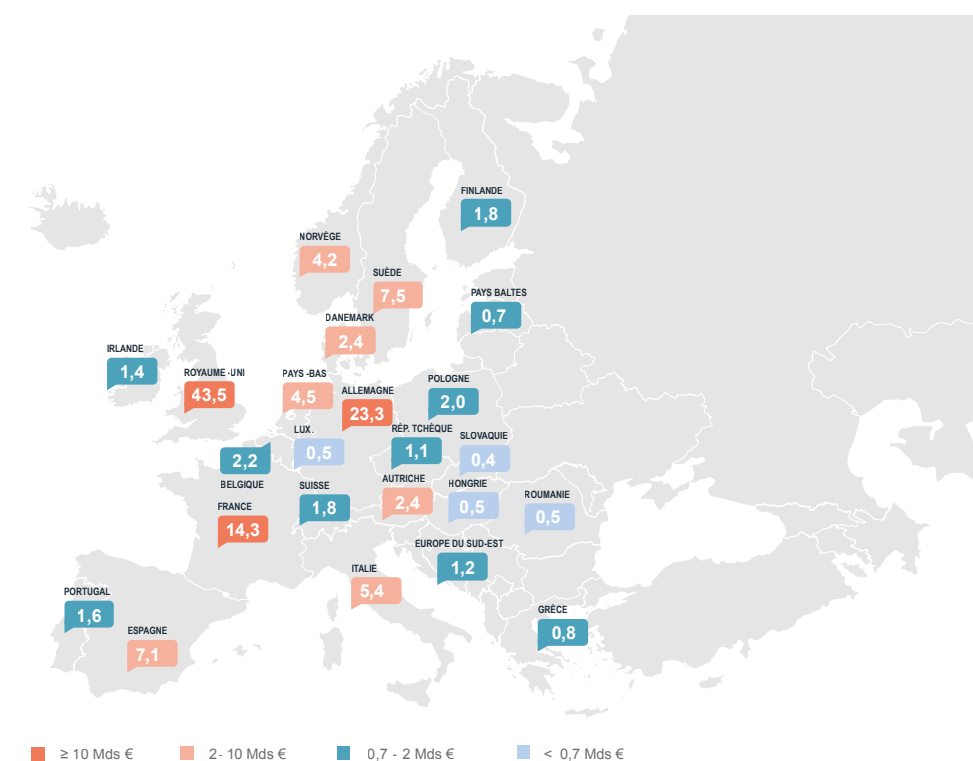 FINLANDE
1,8
NORVÈGE
4,2
SUÈDE
7,5
PAYS BALTES
0,7
DANEMARK
2,4
IRLANDE
1,4
ROYAUME -UNI
43,5
PAYS -BAS
4,5
ALLEMAGNE
23,3
POLOGNE
2,0
LUX.
0,5
RÉP. TCHÈQUE
1,1
SLOVAQUIE
0,4
2,2
BELGIQUE
SUISSE
1,8
AUTRICHE
2,4
HONGRIE
0,5
ROUMANIE
0,5
FRANCE
14,3
EUROPE DU SUD-EST
1,2
ITALIE
5,4
PORTUGAL
1,6
ESPAGNE
7,1
GRÈCE
0,8
≥ 10 Mds €
2- 10 Mds €
0,7 - 2 Mds €
< 0,7 Mds €